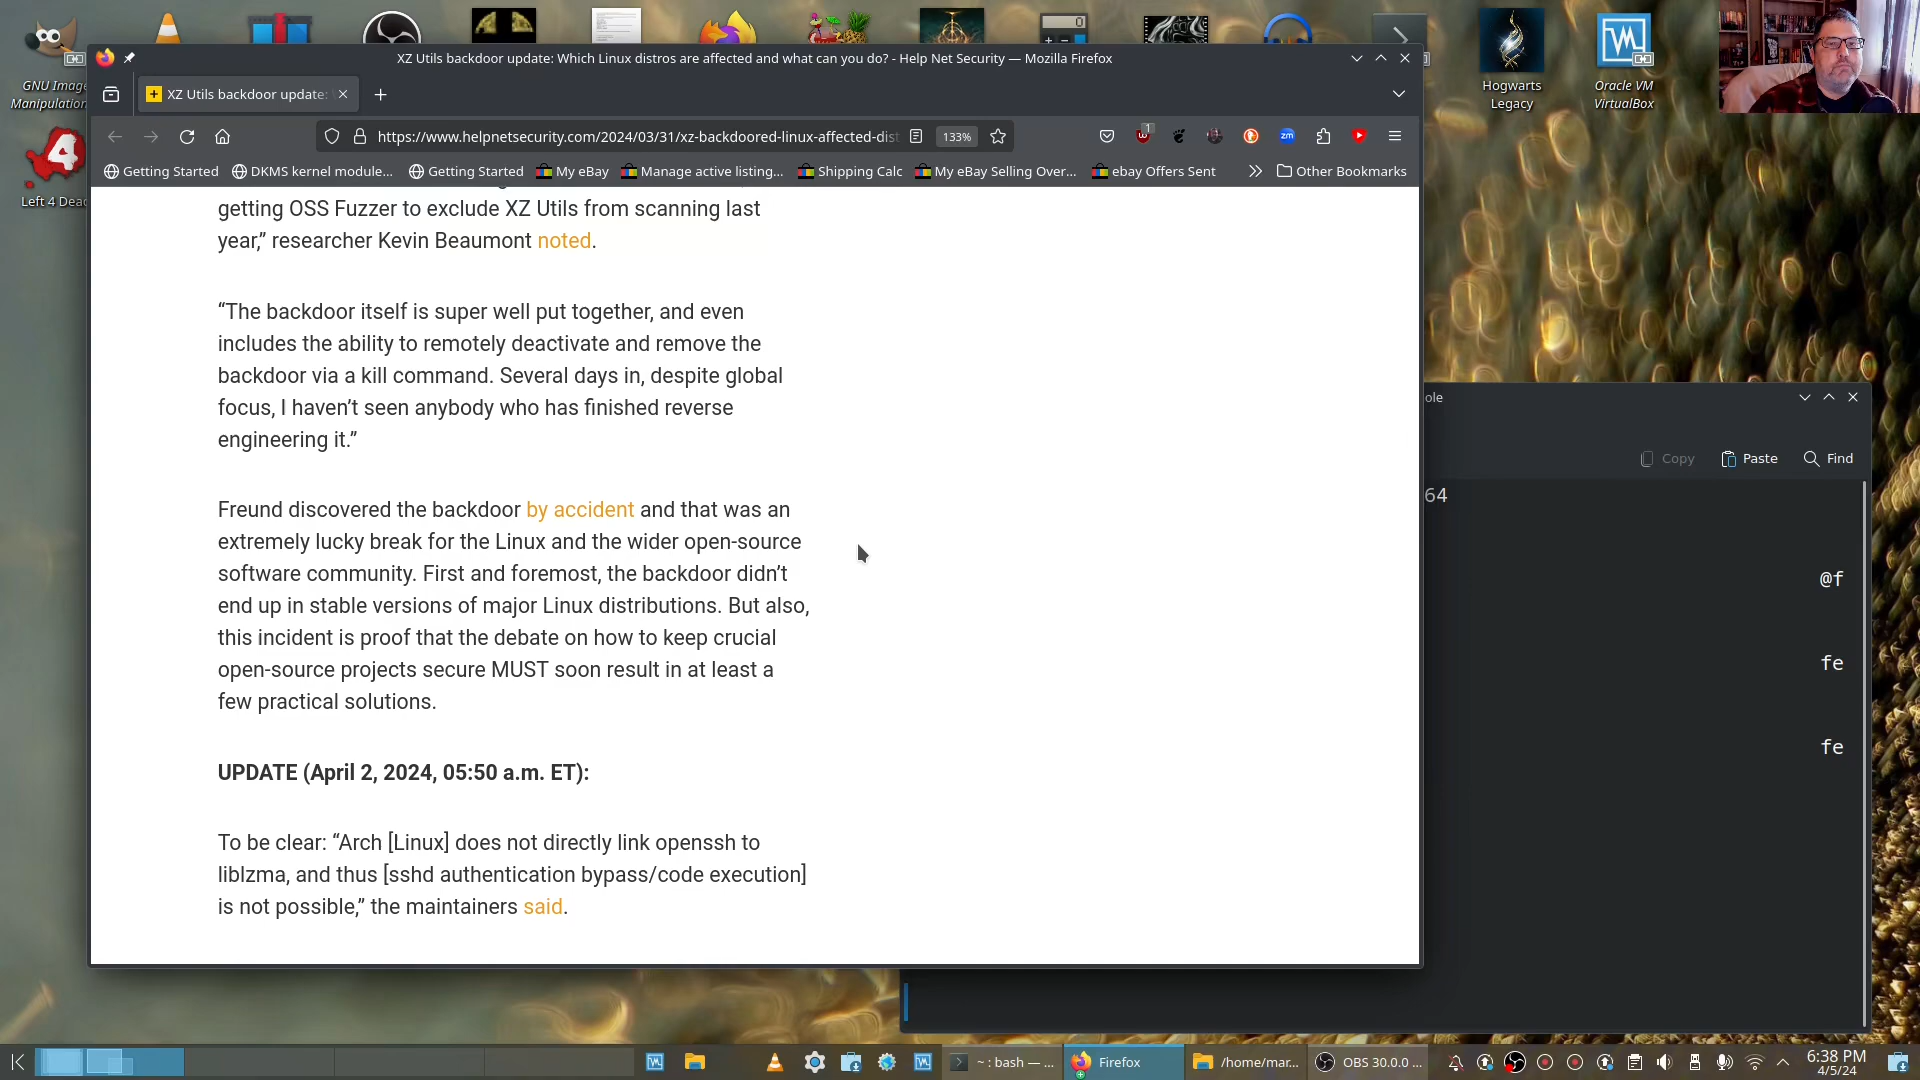 GNU Image
Manipulation
Left 4 Dead
Hogwarts
Legacy
Oracle VM
VirtualBox
XZ Utils backdoor update: Which Linux distros are affected and what can you do? - Help Net Security — Mozilla Firefox
XZ Utils backdoor update:
https://www.helpnetsecurity.com/2024/03/31/xz-backdoored-linux-affected-dist
133%
Getting Started
DKMS kernel module...
Getting Started
My eBay
Manage active listing...
Shipping Calc
My eBay Selling Over...
ebay Offers Sent
Other Bookmarks
getting OSS Fuzzer to exclude XZ Utils from scanning last
year,” researcher Kevin Beaumont noted.
“The backdoor itself is super well put together, and even
includes the ability to remotely deactivate and remove the
backdoor via a kill command. Several days in, despite global
focus, I haven’t seen anybody who has finished reverse
engineering it.”
Freund discovered the backdoor by accident and that was an
extremely lucky break for the Linux and the wider open-source
software community. First and foremost, the backdoor didn’t
end up in stable versions of major Linux distributions. But also,
this incident is proof that the debate on how to keep crucial
open-source projects secure MUST soon result in at least a
few practical solutions.
UPDATE (April 2, 2024, 05:50 a.m. ET):
To be clear: “Arch [Linux] does not directly link openssh to
liblzma, and thus [sshd authentication bypass/code execution]
is not possible,” the maintainers said.
ole
Copy
Paste
Find
64
@f
fe
fe
~ : bash — ...
Firefox
/home/mar...
OBS 30.0.0 ...
6:38 PM
4/5/24